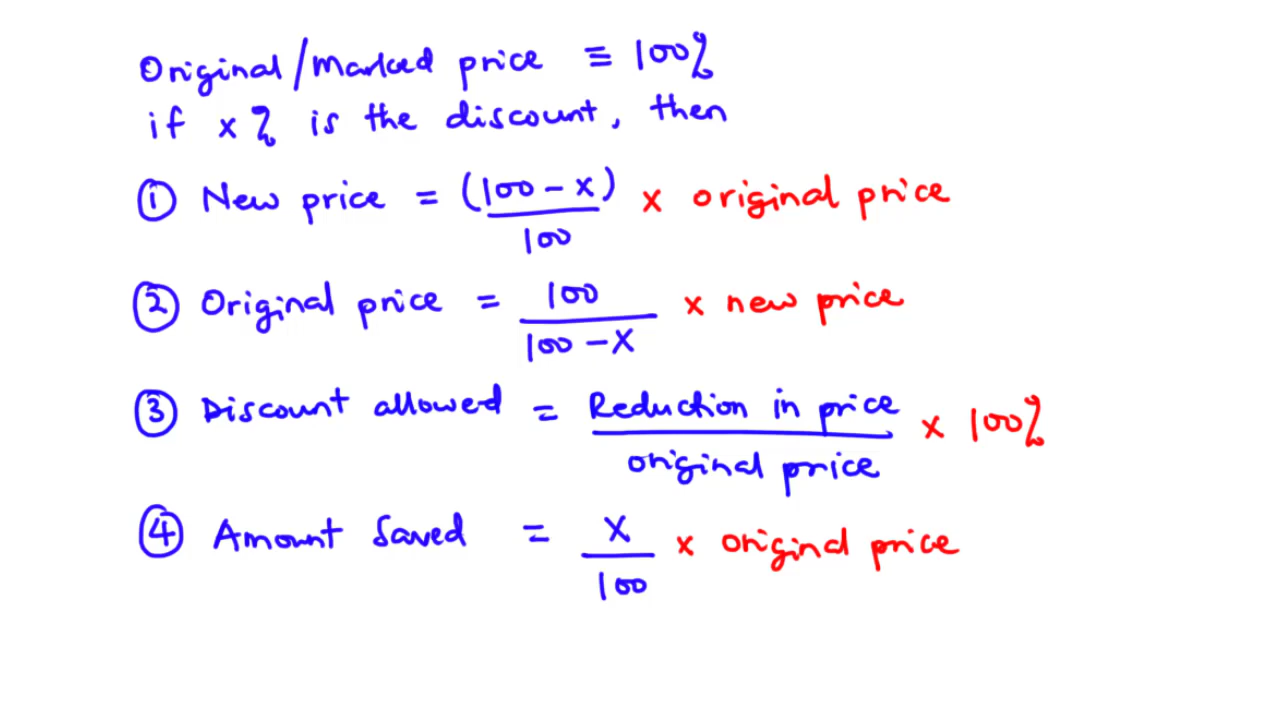 Original/marked price ≡ 100%
if x% is the discount, then
① New price = (100 - x)/100 × original price
② Original price = 100/(100 - x) × new price
③ Discount allowed = Reduction in price/original price × 100%
④ Amount Saved = x/100 × original price